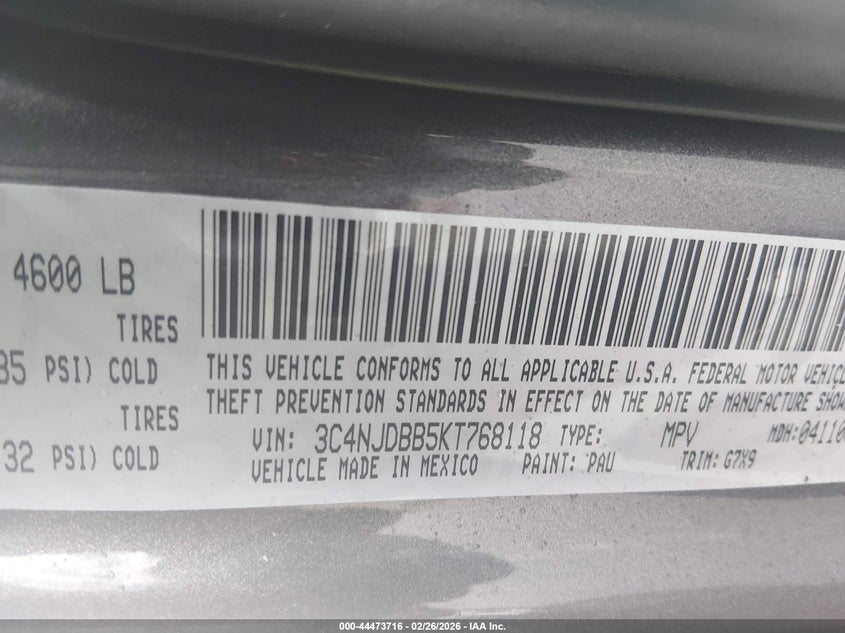 4600 LB
TIRES
35 PSI) COLD
TIRES
32 PSI) COLD
THIS VEHICLE CONFORMS TO ALL APPLICABLE U.S.A. FEDERAL MOTOR VEHICLE
THEFT PREVENTION STANDARDS IN EFFECT ON THE DATE OF MANUFACTURE SHOW
VIN: 3C4NJDBB5KT768118 TYPE: MPV MDH:04110
VEHICLE MADE IN MEXICO PAINT: PAU TRIM: G7X9
000-44473716 - 02/26/2026 - IAA Inc.